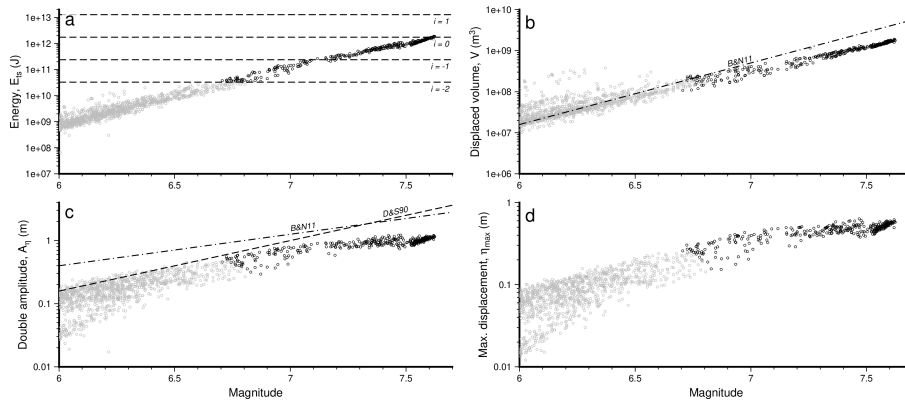 a
1e+13
1e+12
1e+11
1e+10
1e+09
1e+08
1e+07
Energy, E_ts (J)
i = 1
i = 0
i = -1
i = -2
6
6.5
7
7.5
b
1e+10
1e+09
1e+08
1e+07
1e+06
Displaced volume, V (m³)
B&N11
6
6.5
7
7.5
c
1
0.1
0.01
Double amplitude, A_η (m)
B&N11
D&S90
6
6.5
7
7.5
Magnitude
d
1
0.1
0.01
Max. displacement, η_max (m)
6
6.5
7
7.5
Magnitude